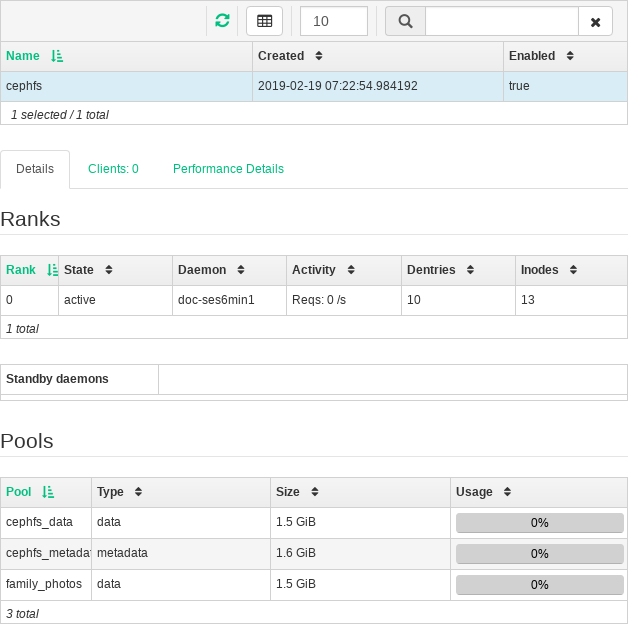 10
Name Created Enabled
cephfs 2019-02-19 07:22:54.984192 true
1 selected / 1 total
Details Clients: 0 Performance Details
Ranks
Rank State Daemon Activity Dentries Inodes
0 active doc-ses6min1 Reqs: 0 /s 10 13
1 total
Standby daemons
Pools
Pool Type Size Usage
cephfs_data data 1.5 GiB 0%
cephfs_metada metadata 1.6 GiB 0%
family_photos data 1.5 GiB 0%
3 total